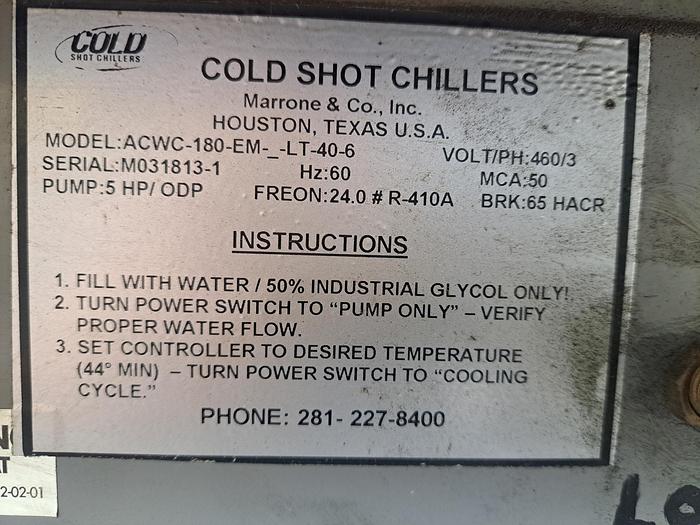 COLD
SHOT CHILLERS
COLD SHOT CHILLERS
Marrone & Co., Inc.
HOUSTON, TEXAS U.S.A.
MODEL:ACWC-180-EM-_-LT-40-6 VOLT/PH:460/3
SERIAL:M031813-1 Hz:60 MCA:50
PUMP:5 HP/ ODP FREON:24.0 # R-410A BRK:65 HACR
INSTRUCTIONS
1. FILL WITH WATER / 50% INDUSTRIAL GLYCOL ONLY!
2. TURN POWER SWITCH TO “PUMP ONLY” – VERIFY
PROPER WATER FLOW.
3. SET CONTROLLER TO DESIRED TEMPERATURE
(44° MIN) – TURN POWER SWITCH TO “COOLING
CYCLE.”
PHONE: 281- 227-8400
2-02-01